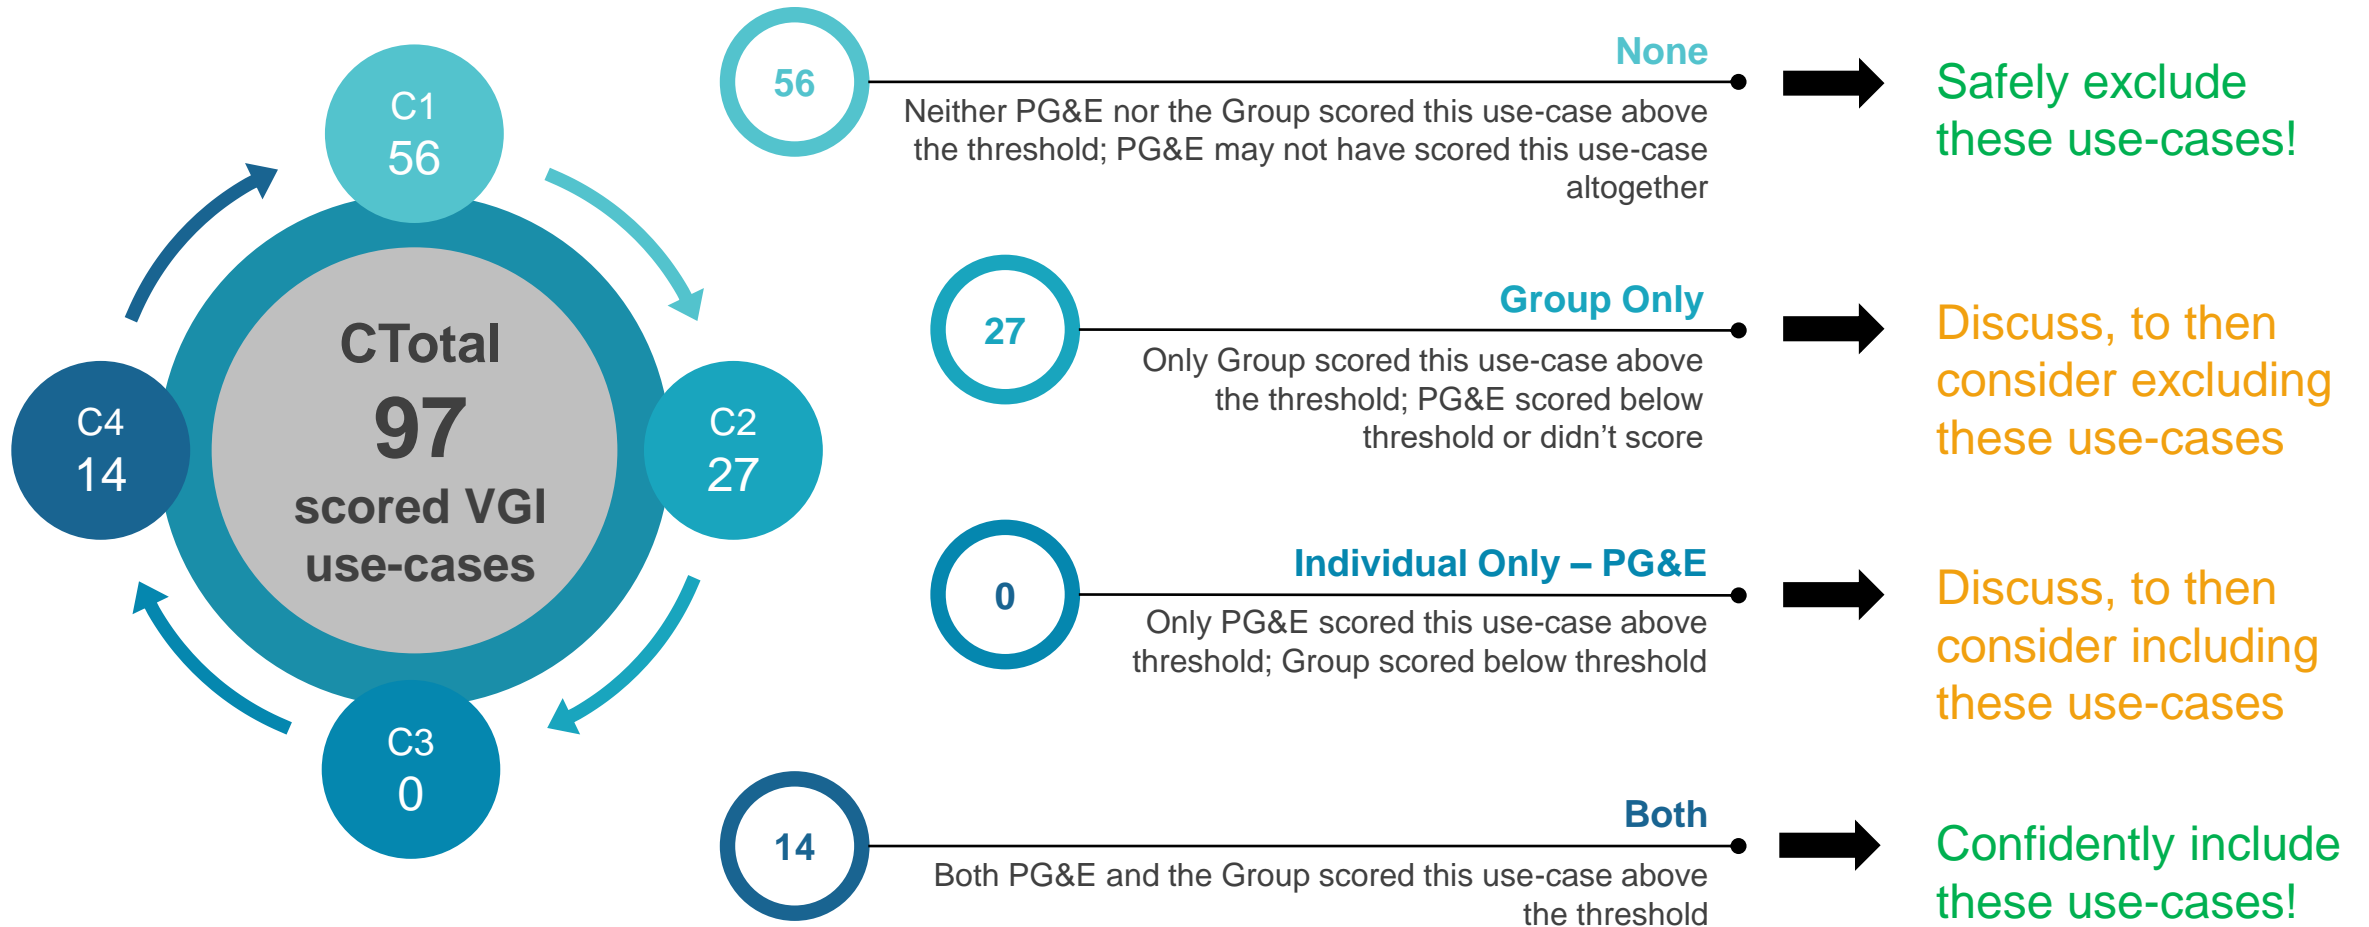 C1
56
CTotal
97
scored VGI
use-cases
C4
14
C2
27
C3
0
56
None
Neither PG&E nor the Group scored this use-case above
the threshold; PG&E may not have scored this use-case
altogether
Safely exclude
these use-cases!
27
Group Only
Only Group scored this use-case above
the threshold; PG&E scored below
threshold or didn’t score
Discuss, to then
consider excluding
these use-cases
0
Individual Only – PG&E
Only PG&E scored this use-case above
threshold; Group scored below threshold
Discuss, to then
consider including
these use-cases
14
Both
Both PG&E and the Group scored this use-case above
the threshold
Confidently include
these use-cases!